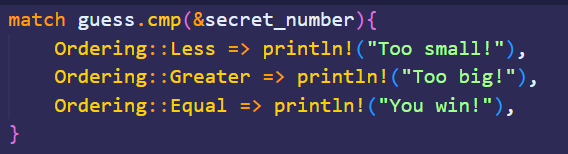 match guess.cmp(&secret_number){
    Ordering::Less => println!("Too small!"),
    Ordering::Greater => println!("Too big!"),
    Ordering::Equal => println!("You win!"),
}